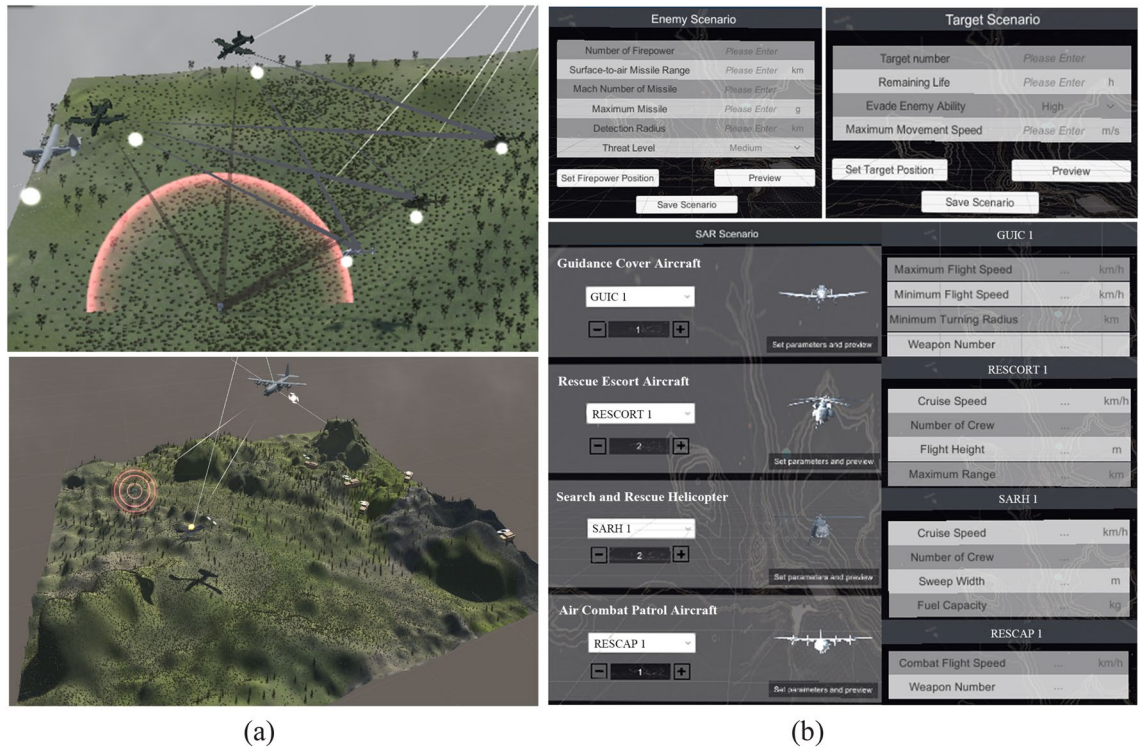 Enemy Scenario
Number of Firepower Please Enter
Surface-to-air Missile Range Please Enter km
Mach Number of Missile Please Enter
Maximum Missile Please Enter g
Detection Radius Please Enter km
Threat Level Medium
Set Firepower Position Preview
Save Scenario
Target Scenario
Target number Please Enter
Remaining Life Please Enter h
Evade Enemy Ability High
Maximum Movement Speed Please Enter m/s
Set Target Position Preview
Save Scenario
SAR Scenario
Guidance Cover Aircraft
GUIC 1
1
Set parameters and preview
Rescue Escort Aircraft
RESCORT 1
2
Set parameters and preview
Search and Rescue Helicopter
SARH 1
2
Set parameters and preview
Air Combat Patrol Aircraft
RESCAP 1
1
Set parameters and preview
GUIC 1
Maximum Flight Speed ... km/h
Minimum Flight Speed ... km/h
Minimum Turning Radius ... km
Weapon Number ...
RESCORT 1
Cruise Speed ... km/h
Number of Crew ...
Flight Height ... m
Maximum Range ... km
SARH 1
Cruise Speed ... km/h
Number of Crew ...
Sweep Width ... m
Fuel Capacity ... kg
RESCAP 1
Combat Flight Speed ... km/h
Weapon Number ...
(a) (b)